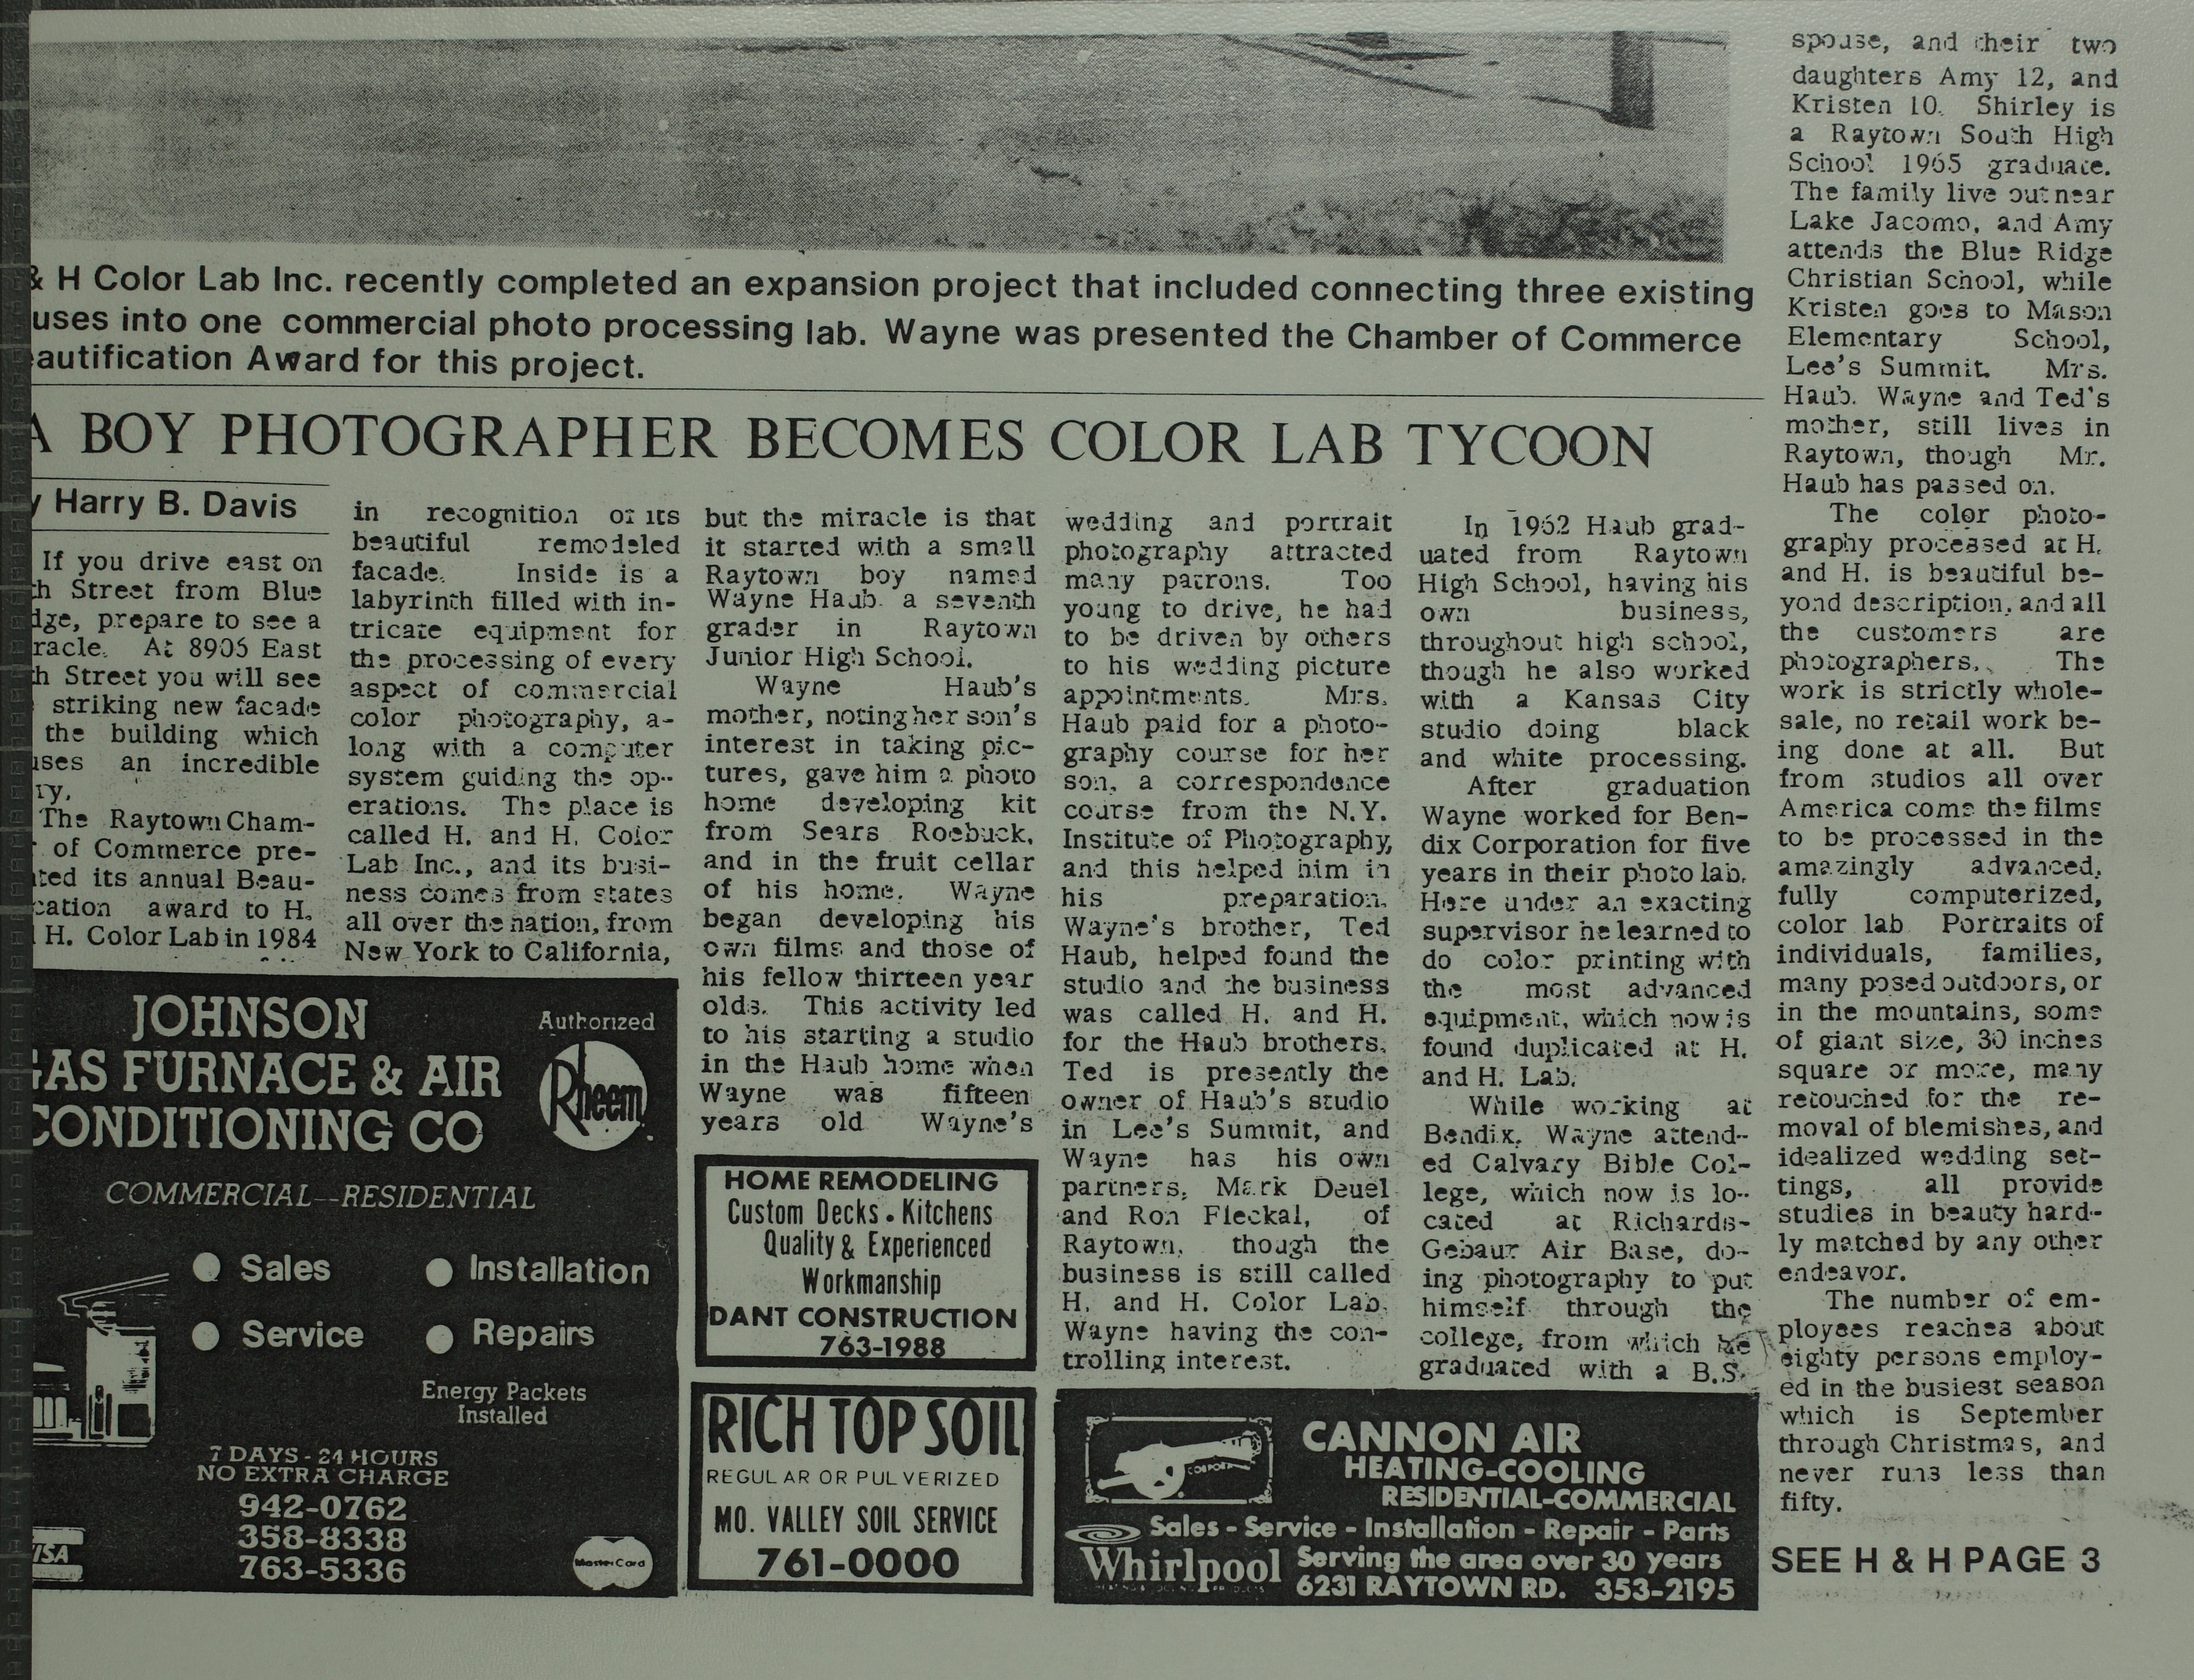 & H Color Lab Inc. recently completed an expansion project that included connecting three existing
uses into one commercial photo processing lab. Wayne was presented the Chamber of Commerce
eautification Award for this project.
A BOY PHOTOGRAPHER BECOMES COLOR LAB TYCOON
y Harry B. Davis
If you drive east on
th Street from Blue
dge, prepare to see a
racle. At 8905 East
th Street you will see
striking new facade
the building which
uses an incredible
ry.
The Raytown Cham-
r of Commerce pre-
ted its annual Beau-
cation award to H.
H. Color Lab in 1984
in recognition of its
beautiful remodeled
facade. Inside is a
labyrinth filled with in-
tricate equipment for
the processing of every
aspect of commercial
color photography, a-
long with a computer
system guiding the op-
erations. The place is
called H. and H. Color
Lab Inc., and its busi-
ness comes from states
all over the nation, from
New York to California,
but the miracle is that
it started with a small
Raytown boy named
Wayne Haub. a seventh
grader in Raytown
Junior High School.
Wayne Haub's
mother, noting her son's
interest in taking pic-
tures, gave him a photo
home developing kit
from Sears Roebuck,
and in the fruit cellar
of his home. Wayne
began developing his
own films and those of
his fellow thirteen year
olds. This activity led
to his starting a studio
in the Haub home when
Wayne was fifteen
years old Wayne's
wedding and portrait
photography attracted
many patrons. Too
young to drive, he had
to be driven by others
to his wedding picture
appointments. Mrs.
Haub paid for a photo-
graphy course for her
son, a correspondence
course from the N.Y.
Institute of Photography,
and this helped him in
his preparation.
Wayne's brother, Ted
Haub, helped found the
studio and the business
was called H. and H.
for the Haub brothers.
Ted is presently the
owner of Haub's studio
in Lee's Summit, and
Wayne has his own
partners, Mark Deuel
and Ron Fleckal, of
Raytown, though the
business is still called
H. and H. Color Lab.
Wayne having the con-
trolling interest.
In 1962 Haub grad-
uated from Raytown
High School, having his
own business,
throughout high school,
though he also worked
with a Kansas City
studio doing black
and white processing.
After graduation
Wayne worked for Ben-
dix Corporation for five
years in their photo lab.
Here under an exacting
supervisor he learned to
do color printing with
the most advanced
equipment, which now is
found duplicated at H.
and H. Lab.
While working at
Bendix, Wayne attend-
ed Calvary Bible Col-
lege, which now is lo-
cated at Richards-
Gebaur Air Base, do-
ing photography to put
himself through the
college, from which he
graduated with a B.S.
spouse, and their two
daughters Amy 12, and
Kristen 10. Shirley is
a Raytown South High
School 1965 graduate.
The family live out near
Lake Jacomo, and Amy
attends the Blue Ridge
Christian School, while
Kristen goes to Mason
Elementary School,
Lee's Summit. Mrs.
Haub. Wayne and Ted's
mother, still lives in
Raytown, though Mr.
Haub has passed on.
The color photo-
graphy processed at H.
and H. is beautiful be-
yond description, and all
the customers are
photographers. The
work is strictly whole-
sale, no retail work be-
ing done at all. But
from studios all over
America come the films
to be processed in the
amazingly advanced,
fully computerized,
color lab Portraits of
individuals, families,
many posed outdoors, or
in the mountains, some
of giant size, 30 inches
square or more, many
retouched for the re-
moval of blemishes, and
idealized wedding set-
tings, all provide
studies in beauty hard-
ly matched by any other
endeavor.
The number of em-
ployees reaches about
eighty persons employ-
ed in the busiest season
which is September
through Christmas, and
never runs less than
fifty.
SEE H & H PAGE 3
JOHNSON
GAS FURNACE & AIR
CONDITIONING CO
Authorized
Rheem
COMMERCIAL--RESIDENTIAL
Sales
Installation
Service
Repairs
Energy Packets
Installed
7 DAYS - 24 HOURS
NO EXTRA CHARGE
942-0762
358-8338
763-5336
VISA
MasterCard
HOME REMODELING
Custom Decks • Kitchens
Quality & Experienced
Workmanship
DANT CONSTRUCTION
763-1988
RICH TOP SOIL
REGULAR OR PULVERIZED
MO. VALLEY SOIL SERVICE
761-0000
CANNON AIR
HEATING-COOLING
RESIDENTIAL-COMMERCIAL
Sales - Service - Installation - Repair - Parts
Whirlpool
Serving the area over 30 years
6231 RAYTOWN RD. 353-2195